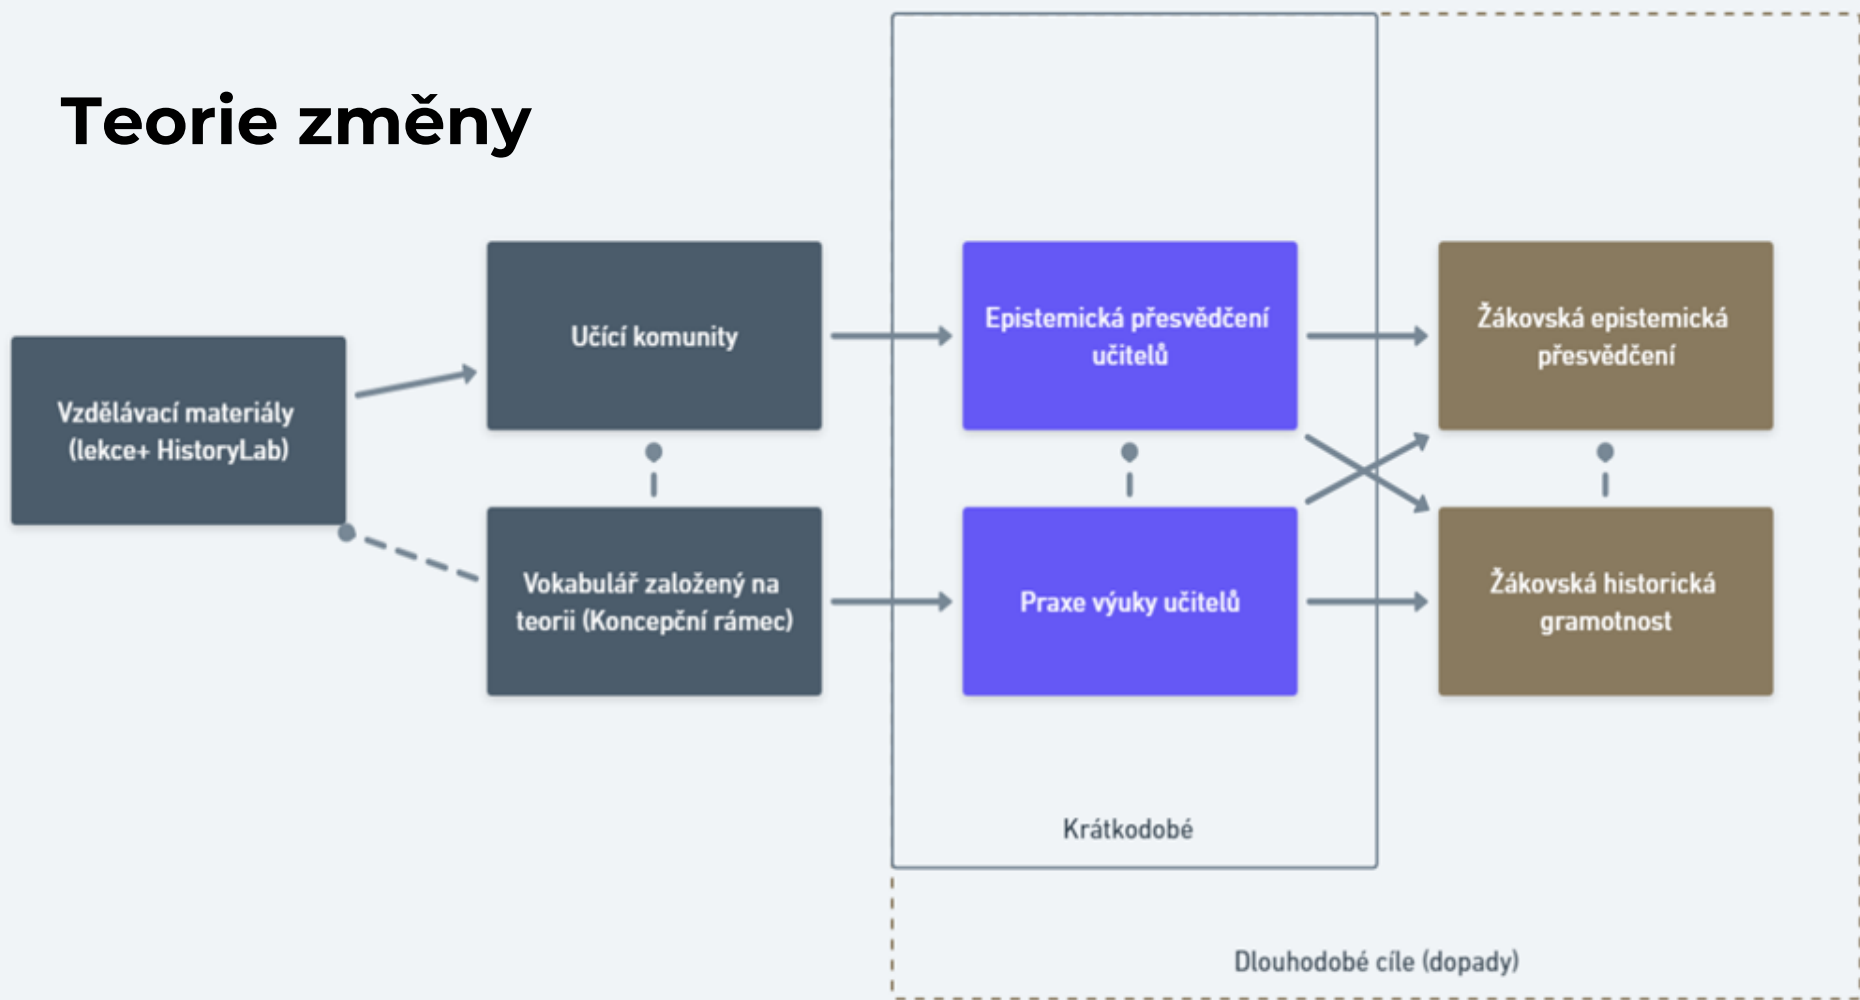 Teorie změny
Vzdělávací materiály
(lekce+ HistoryLab)
Učící komunity
Vokabulář založený na
teorii (Koncepční rámec)
Epistemická přesvědčení
učitelů
Praxe výuky učitelů
Žákovská epistemická
přesvědčení
Žákovská historická
gramotnost
Krátkodobé
Dlouhodobé cíle (dopady)